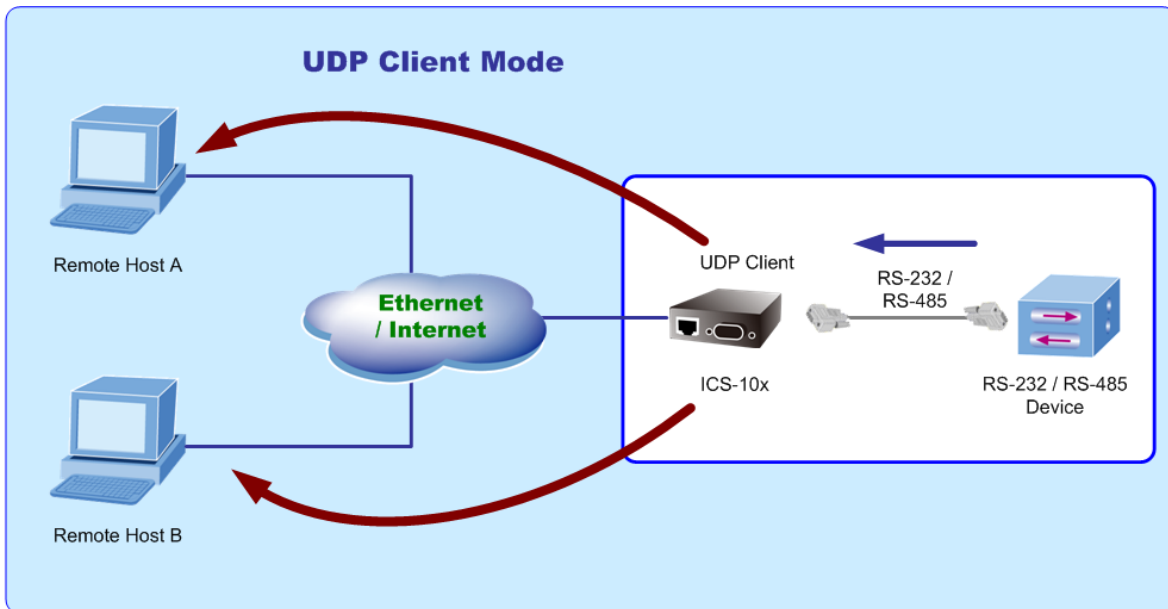 UDP Client Mode
Remote Host A
Ethernet
/ Internet
UDP Client
RS-232 /
RS-485
ICS-10x
RS-232 / RS-485
Device
Remote Host B